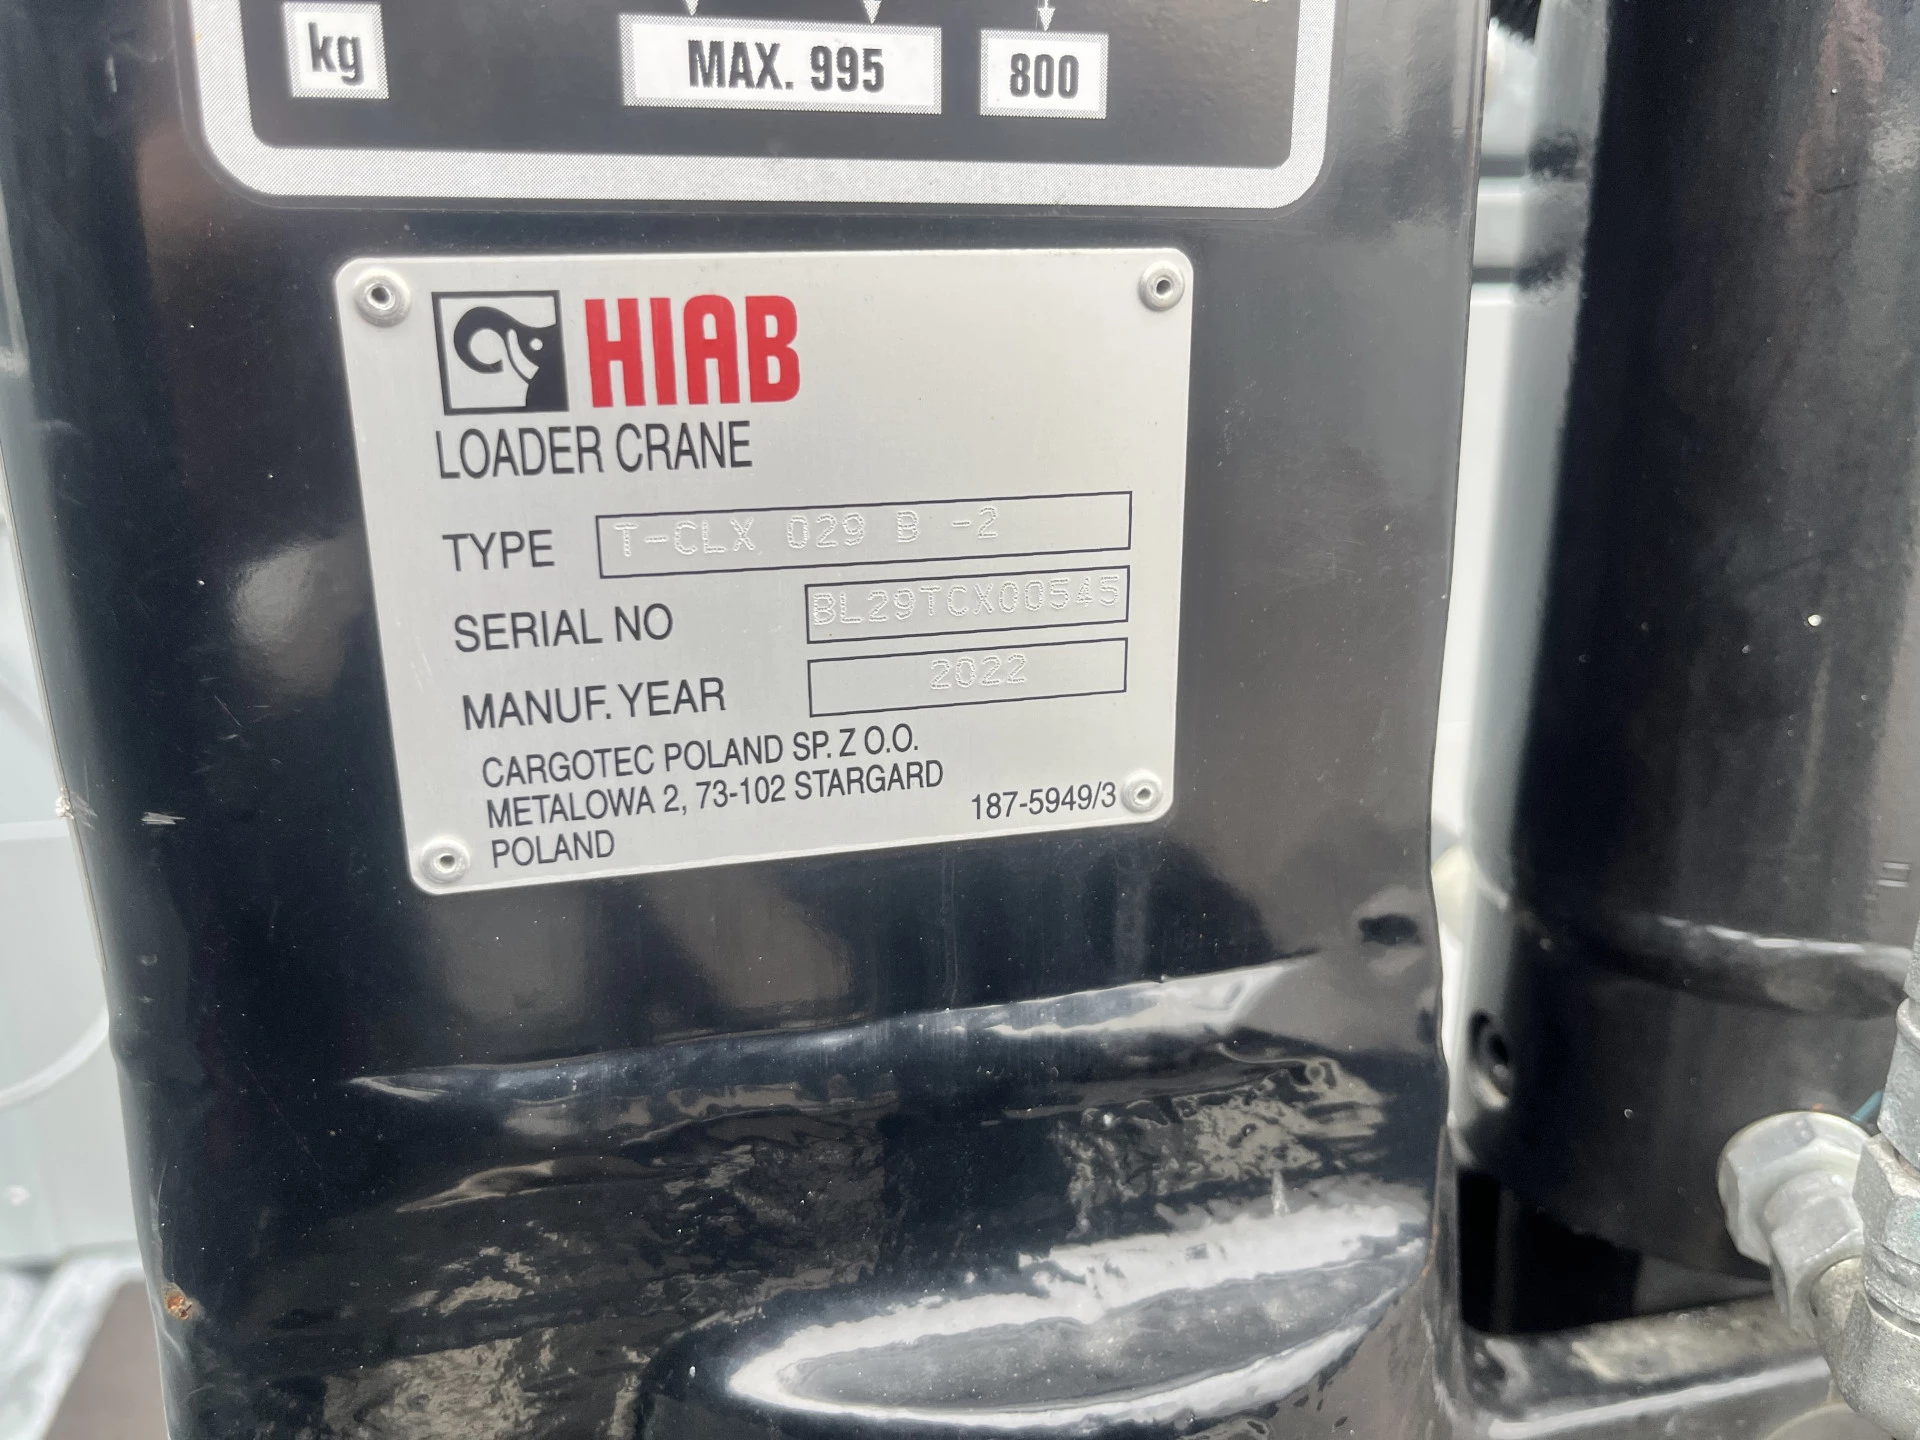 kg MAX. 995 800
HIAB
LOADER CRANE
TYPE T-CLX 029 B -2
SERIAL NO BL29TCX00545
MANUF. YEAR 2022
CARGOTEC POLAND SP. Z O.O.
METALOWA 2, 73-102 STARGARD
POLAND 187-5949/3